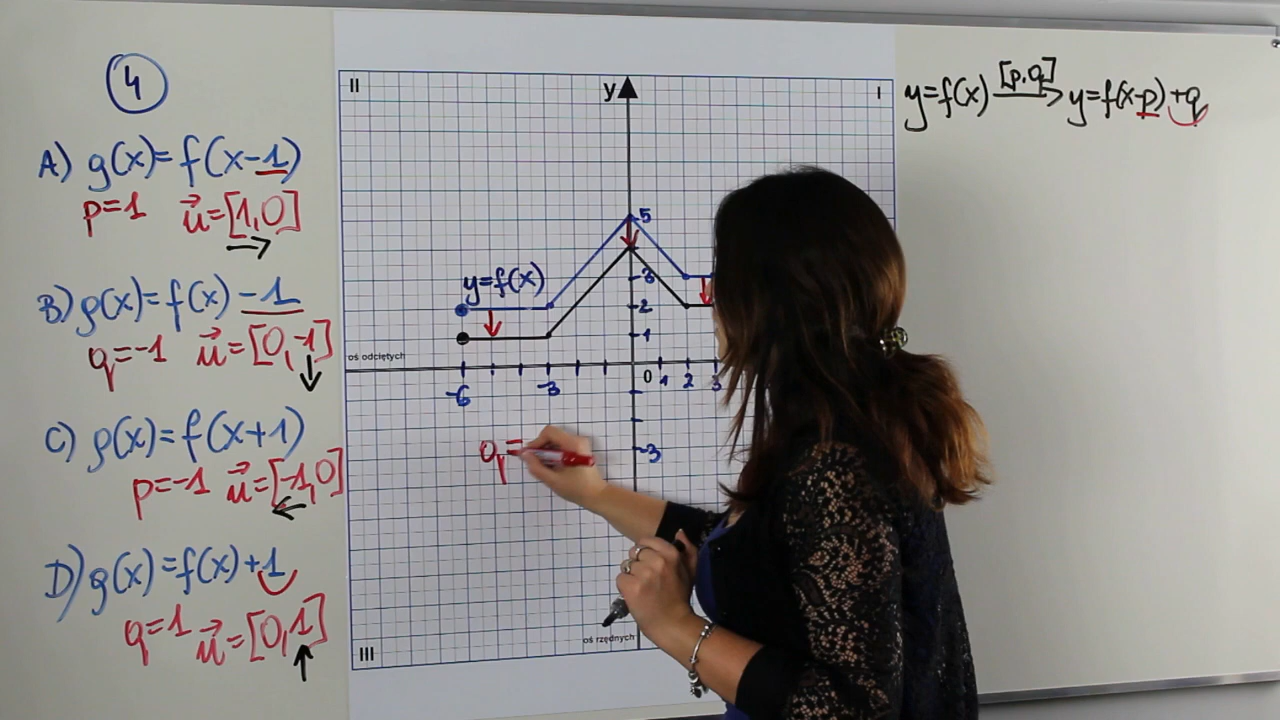 4
A) g(x)=f(x-1)
p=1 u⃗=[1,0]
B) g(x)=f(x)-1
q=-1 u⃗=[0,-1]
C) g(x)=f(x+1)
p=-1 u⃗=[-1,0]
D) g(x)=f(x)+1
q=1 u⃗=[0,1]
II
y
I
5
y=f(x)
3
2
1
oś odciętych
-6
-3
0
1
2
3
q=
-3
oś rzędnych
III
[p,q]
y=f(x) → y=f(x-p)+q